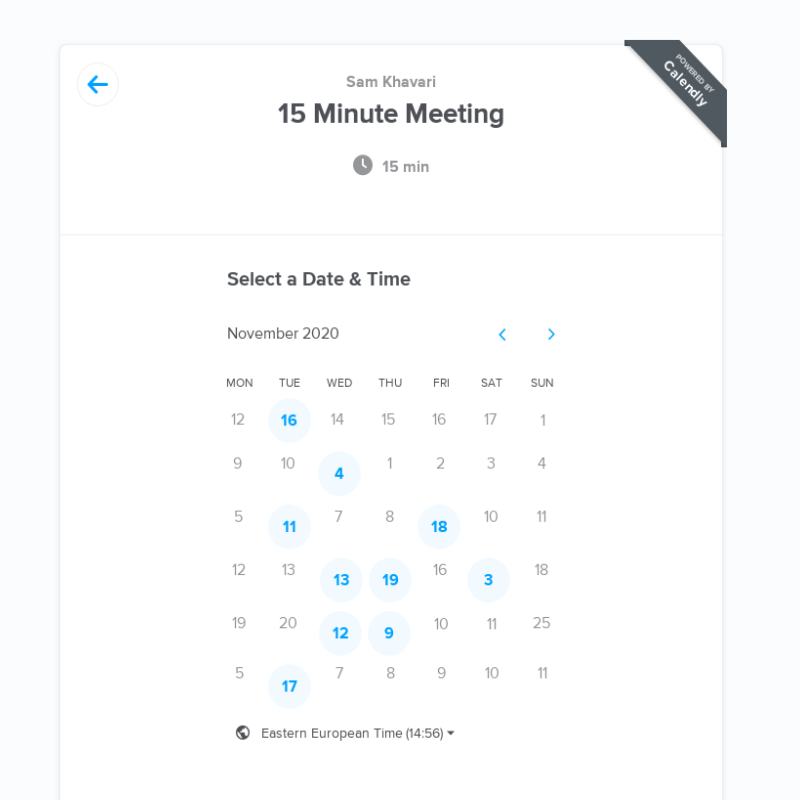 POWERED BY
Calendly
Sam Khavari
15 Minute Meeting
15 min
Select a Date & Time
November 2020
MON TUE WED THU FRI SAT SUN
12 16 14 15 16 17 1
9 10 4 1 2 3 4
5 11 7 8 18 10 11
12 13 13 19 16 3 18
19 20 12 9 10 11 25
5 17 7 8 9 10 11
Eastern European Time (14:56)